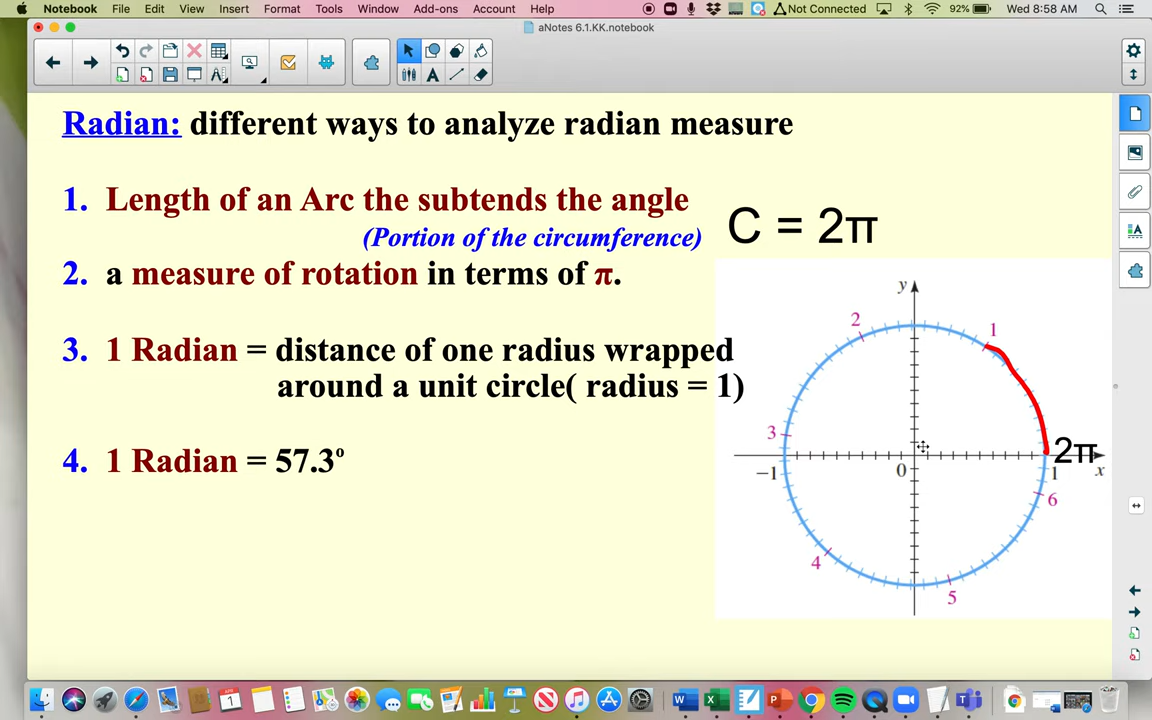 Notebook File Edit View Insert Format Tools Window Add-ons Account Help Not Connected 92% Wed 8:58 AM
aNotes 6.1.KK.notebook
Radian: different ways to analyze radian measure
1. Length of an Arc the subtends the angle
(Portion of the circumference)
C = 2π
2. a measure of rotation in terms of π.
3. 1 Radian = distance of one radius wrapped
around a unit circle( radius = 1)
4. 1 Radian = 57.3º
y
2
1
3
2π
−1
0
1
x
6
4
5